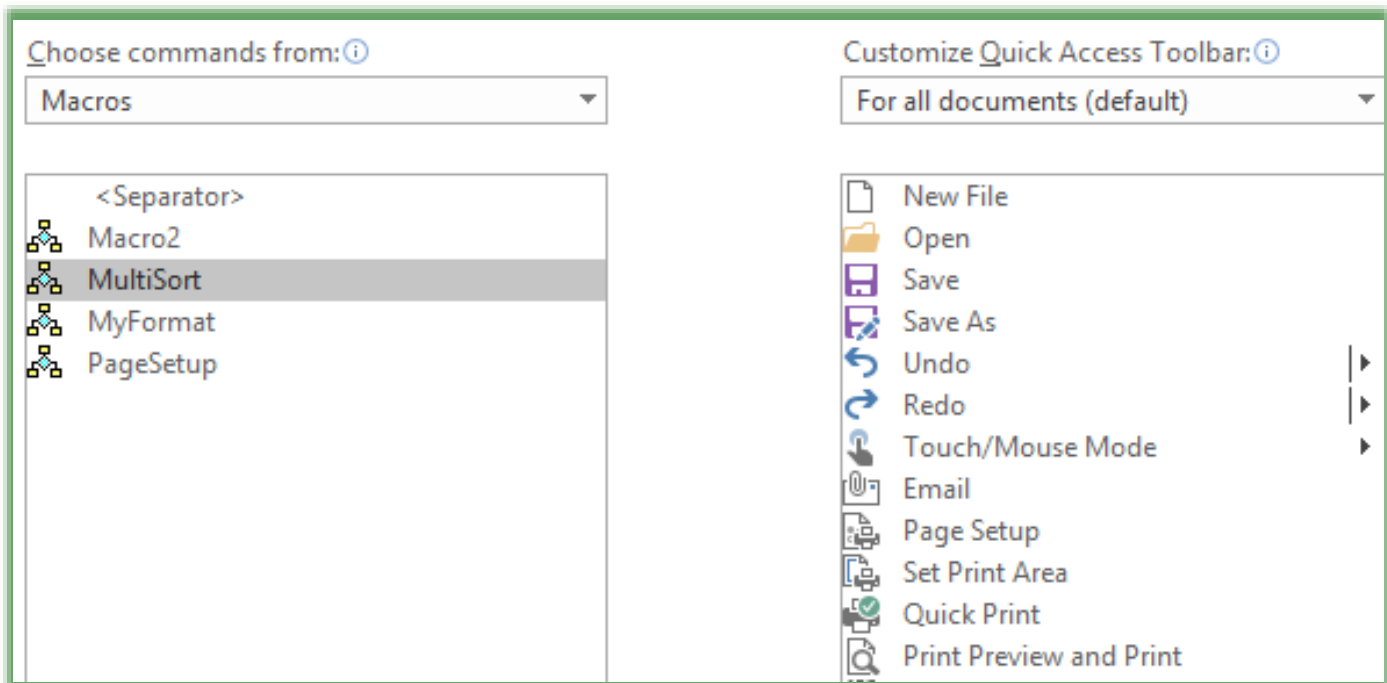 Choose commands from:
Macros
<Separator>
Macro2
MultiSort
MyFormat
PageSetup
Customize Quick Access Toolbar:
For all documents (default)
New File
Open
Save
Save As
Undo
Redo
Touch/Mouse Mode
Email
Page Setup
Set Print Area
Quick Print
Print Preview and Print